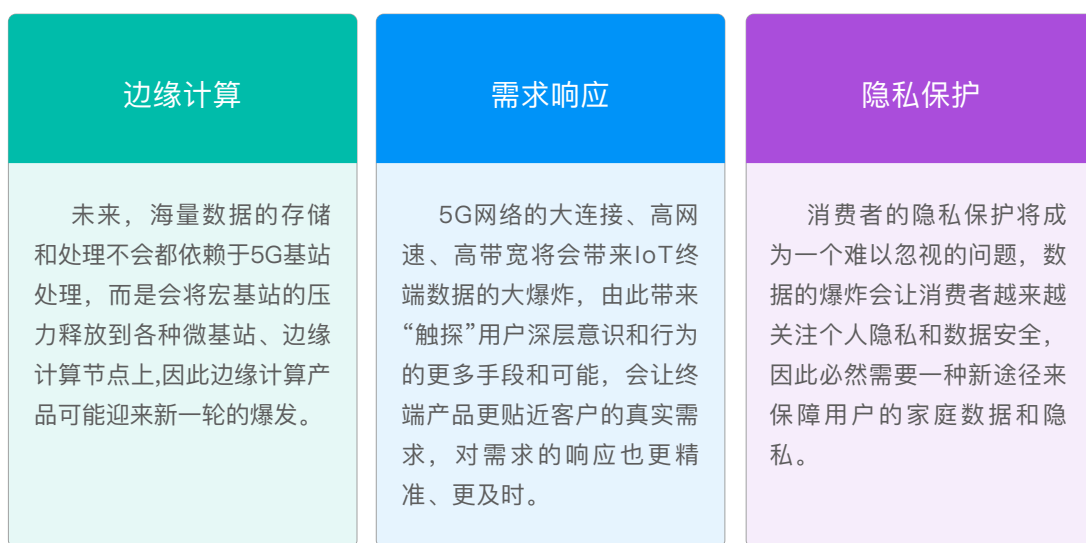 边缘计算
未来，海量数据的存储
和处理不会都依赖于5G基站
处理，而是会将宏基站的压
力释放到各种微基站、边缘
计算节点上,因此边缘计算产
品可能迎来新一轮的爆发。
需求响应
5G网络的大连接、高网
速、高带宽将会带来IoT终
端数据的大爆炸，由此带来
“触探”用户深层意识和行为
的更多手段和可能，会让终
端产品更贴近客户的真实需
求，对需求的响应也更精
准、更及时。
隐私保护
消费者的隐私保护将成
为一个难以忽视的问题，数
据的爆炸会让消费者越来越
关注个人隐私和数据安全，
因此必然需要一种新途径来
保障用户的家庭数据和隐
私。